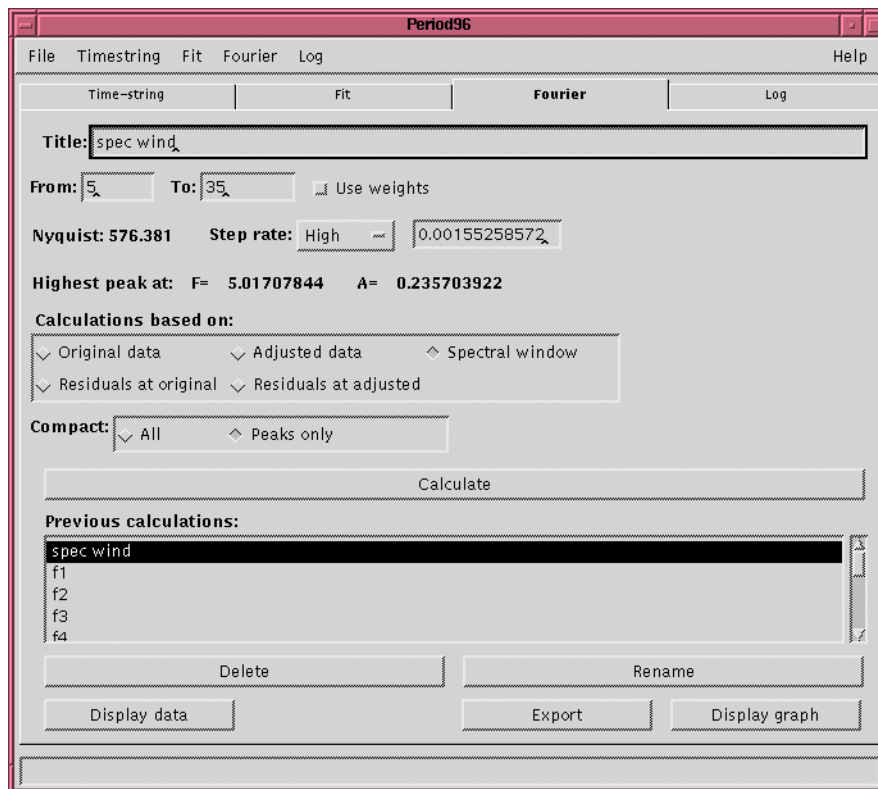 Period96
File Timestring Fit Fourier Log Help
Time-string Fit Fourier Log
Title: spec wind
From: 5 To: 35 Use weights
Nyquist: 576.381 Step rate: High 0.00155258572
Highest peak at: F= 5.01707844 A= 0.235703922
Calculations based on:
Original data Adjusted data Spectral window
Residuals at original Residuals at adjusted
Compact: All Peaks only
Calculate
Previous calculations:
spec wind
f1
f2
f3
f4
Delete Rename
Display data Export Display graph